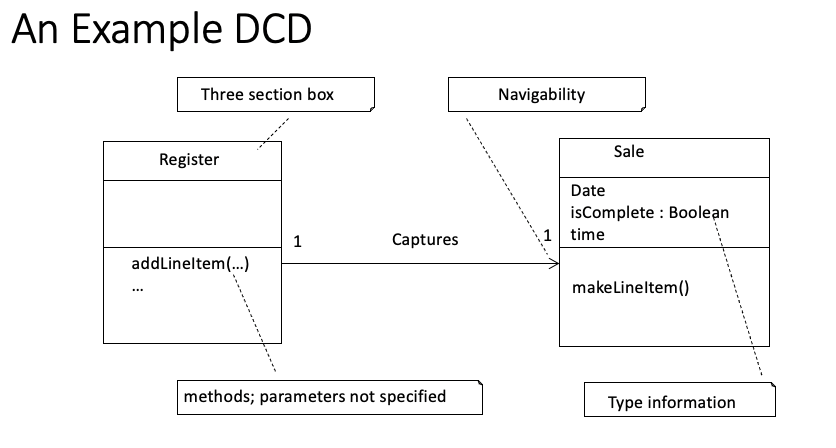 An Example DCD
Three section box
Navigability
Register
Sale
Date
isComplete : Boolean
time
1
Captures
1
addLineItem(...)
...
makeLineItem()
methods; parameters not specified
Type information